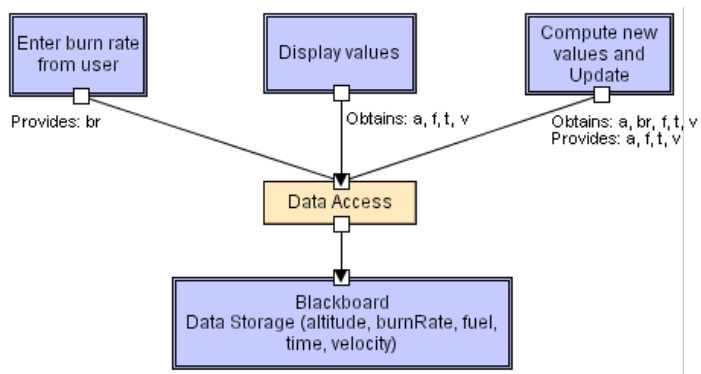 Enter burn rate
from user
Display values
Compute new
values and
Update
Provides: br
Obtains: a, f, t, v
Obtains: a, br, f, t, v
Provides: a, f, t, v
Data Access
Blackboard
Data Storage (altitude, burnRate, fuel,
time, velocity)